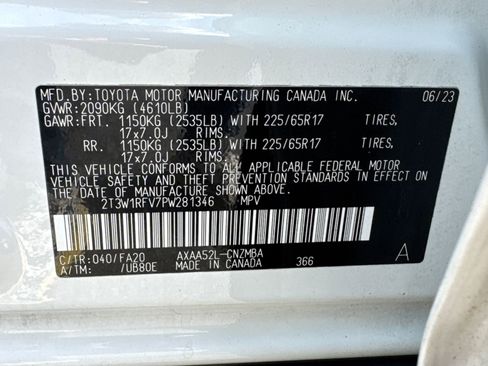 MFD.BY:TOYOTA MOTOR MANUFACTURING CANADA INC. 06/23
GVWR:2090KG (4610LB)
GAWR:FRT. 1150KG (2535LB) WITH 225/65R17 TIRES,
17x7.0J RIMS.
RR. 1150KG (2535LB) WITH 225/65R17 TIRES,
17x7.0J RIMS.
THIS VEHICLE CONFORMS TO ALL APPLICABLE FEDERAL MOTOR
VEHICLE SAFETY AND THEFT PREVENTION STANDARDS IN EFFECT ON
THE DATE OF MANUFACTURE SHOWN ABOVE.
2T3W1RFV7PW281346 MPV
C/TR:040/FA20 AXAA52L-CNZMBA A
A/TM: /UB80E MADE IN CANADA 366